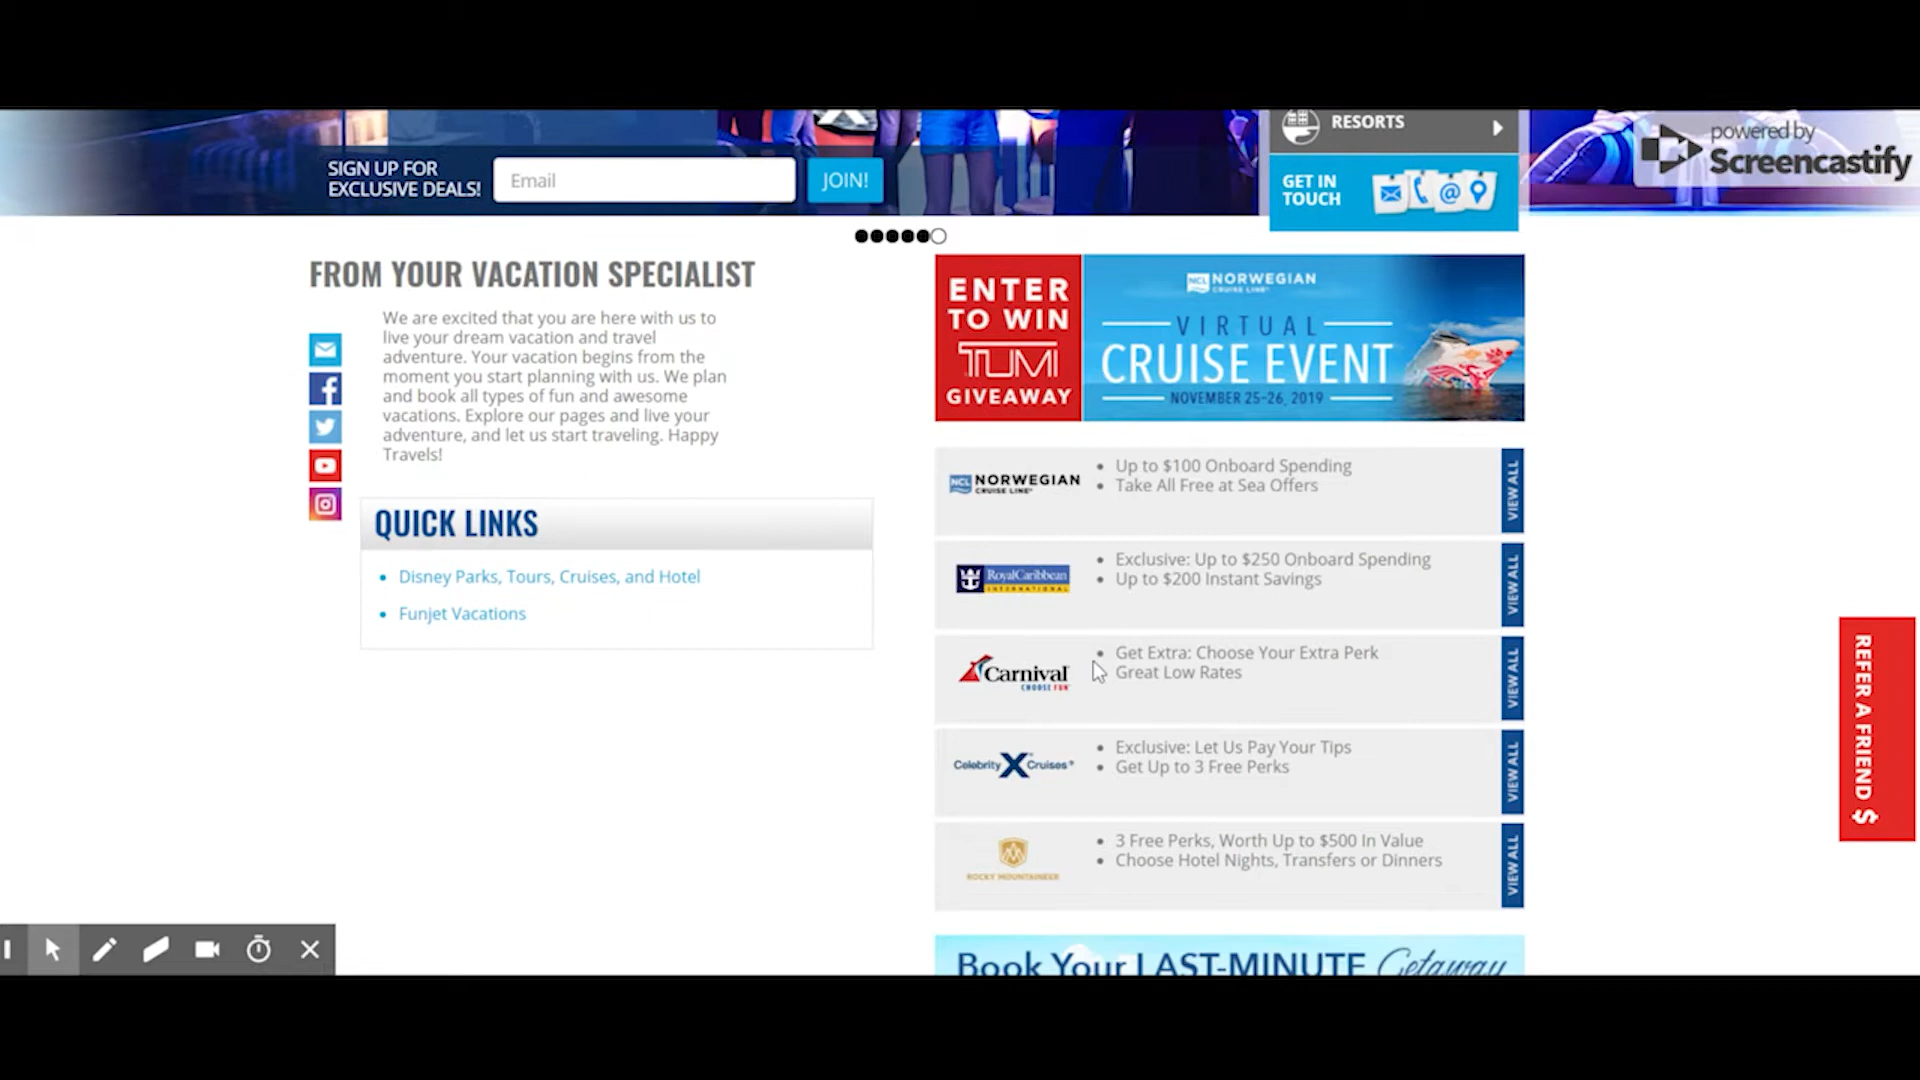 RESORTS
powered by
Screencastify
SIGN UP FOR
EXCLUSIVE DEALS!
Email
JOIN!
GET IN
TOUCH
FROM YOUR VACATION SPECIALIST
We are excited that you are here with us to
live your dream vacation and travel
adventure. Your vacation begins from the
moment you start planning with us. We plan
and book all types of fun and awesome
vacations. Explore our pages and live your
adventure, and let us start traveling. Happy
Travels!
QUICK LINKS
Disney Parks, Tours, Cruises, and Hotel
Funjet Vacations
ENTER
TO WIN
TUMI
GIVEAWAY
NCL NORWEGIAN
CRUISE LINE®
VIRTUAL
CRUISE EVENT
NOVEMBER 25-26, 2019
NCL NORWEGIAN
CRUISE LINE®
Up to $100 Onboard Spending
Take All Free at Sea Offers
VIEW ALL
RoyalCaribbean
INTERNATIONAL
Exclusive: Up to $250 Onboard Spending
Up to $200 Instant Savings
VIEW ALL
Carnival
CHOOSE FUN
Get Extra: Choose Your Extra Perk
Great Low Rates
VIEW ALL
Celebrity X Cruises®
Exclusive: Let Us Pay Your Tips
Get Up to 3 Free Perks
VIEW ALL
ROCKY MOUNTAINEER
3 Free Perks, Worth Up to $500 In Value
Choose Hotel Nights, Transfers or Dinners
VIEW ALL
REFER A FRIEND $
Book Your LAST-MINUTE Getaway